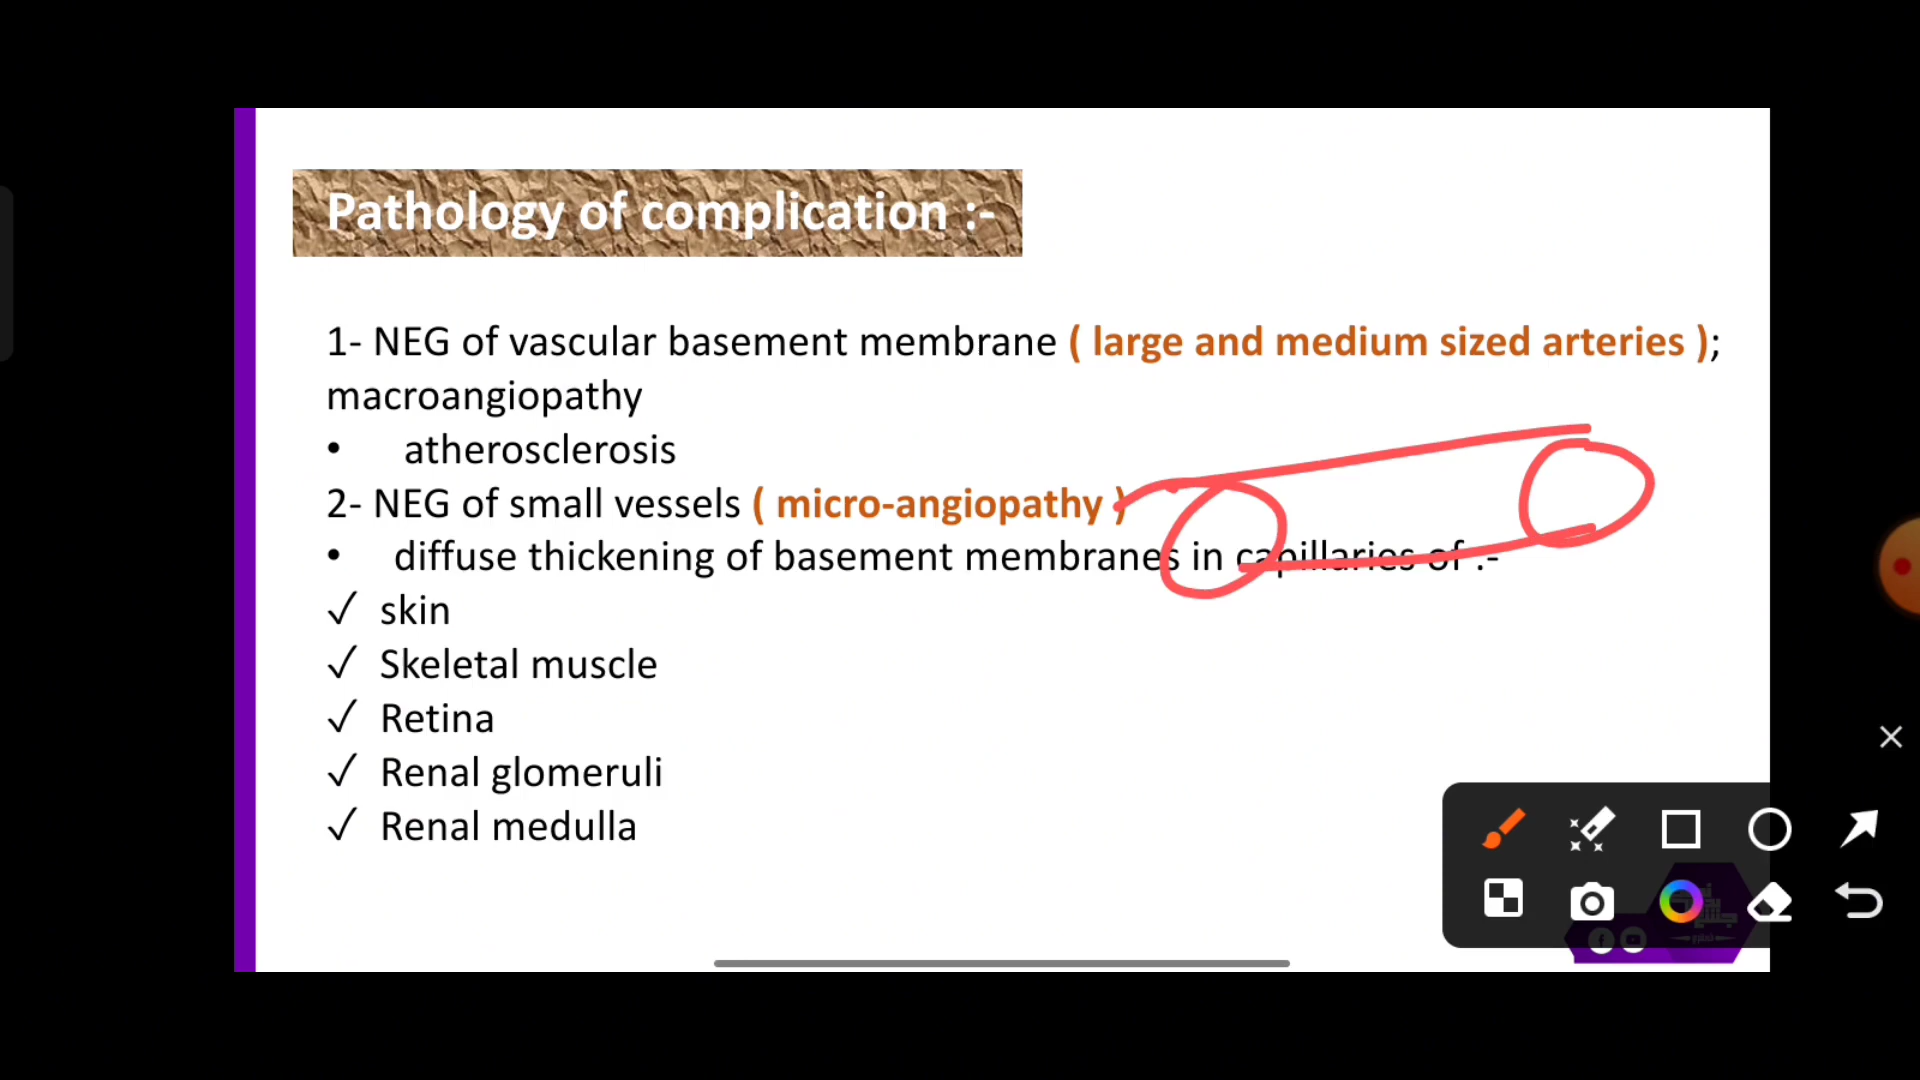 Pathology of complication :-
1- NEG of vascular basement membrane ( large and medium sized arteries );
macroangiopathy
• atherosclerosis
2- NEG of small vessels ( micro-angiopathy )
• diffuse thickening of basement membranes in capillaries of :-
✓ skin
✓ Skeletal muscle
✓ Retina
✓ Renal glomeruli
✓ Renal medulla